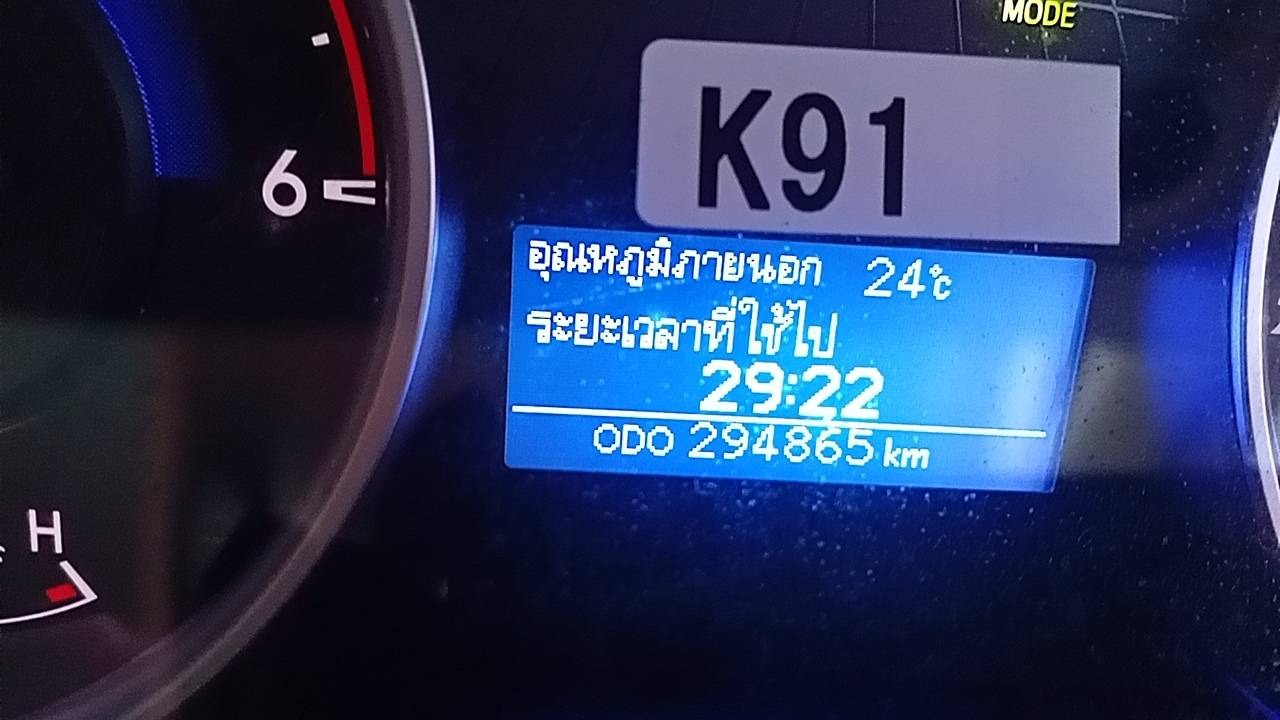 MODE
K91
6
อุณหภูมิภายนอก 24°C
ระยะเวลาที่ใช้ไป
29:22
ODO 294865 km
H